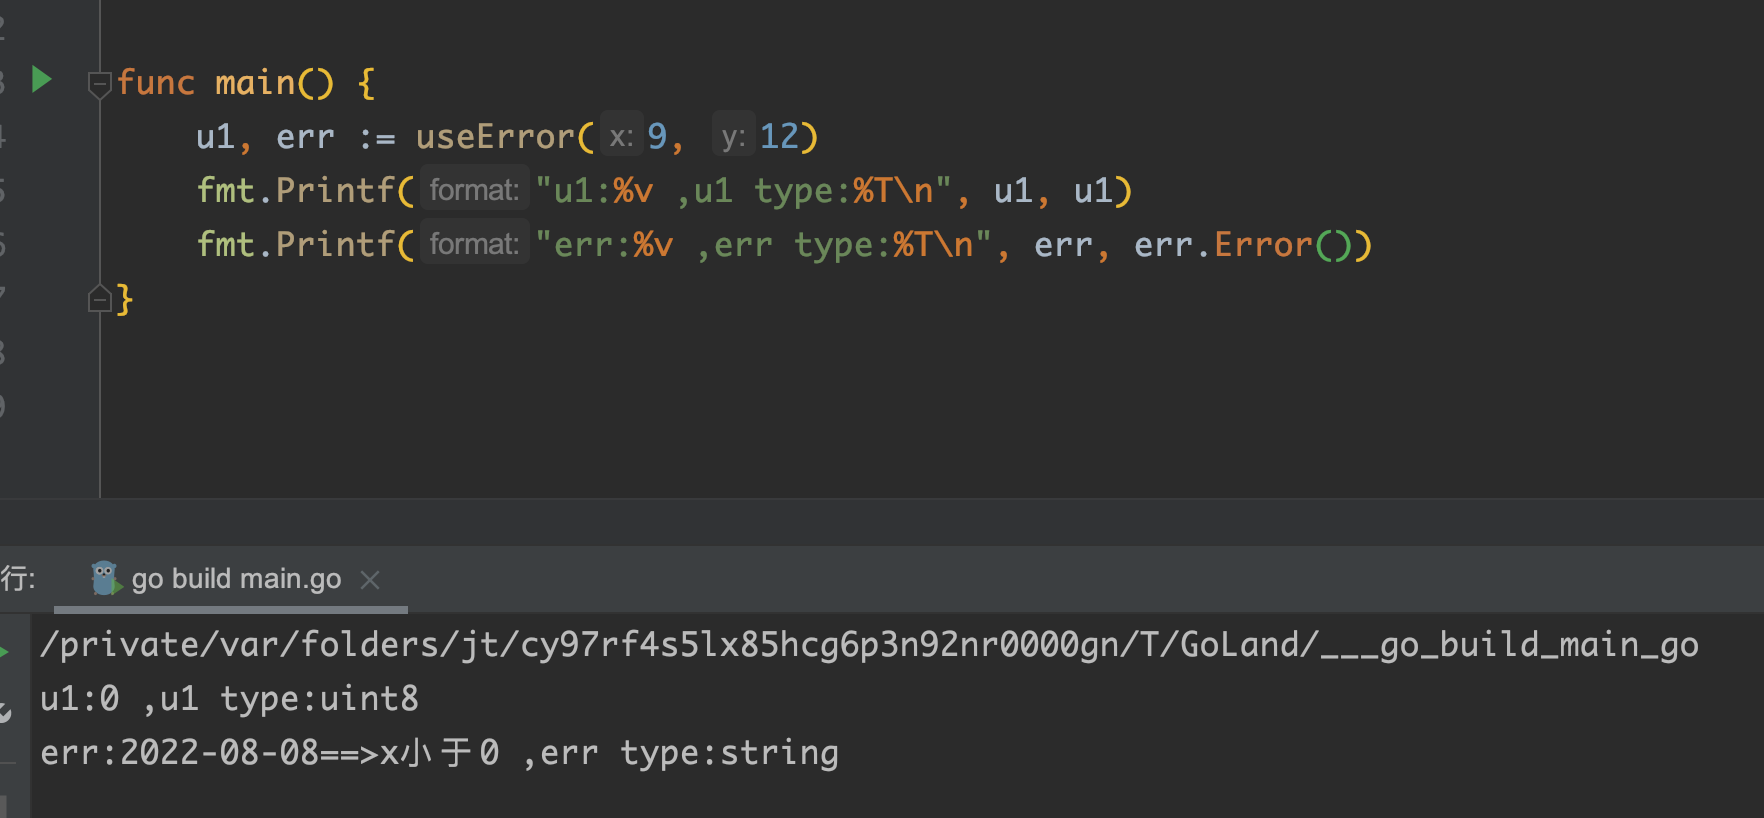 func main() {
u1, err := useError( x: 9, y: 12)
fmt.Printf( format: "u1:%v ,u1 type:%T\n", u1, u1)
fmt.Printf( format: "err:%v ,err type:%T\n", err, err.Error())
}
行: go build main.go
/private/var/folders/jt/cy97rf4s5lx85hcg6p3n92nr0000gn/T/GoLand/___go_build_main_go
u1:0 ,u1 type:uint8
err:2022-08-08==>x小于0 ,err type:string